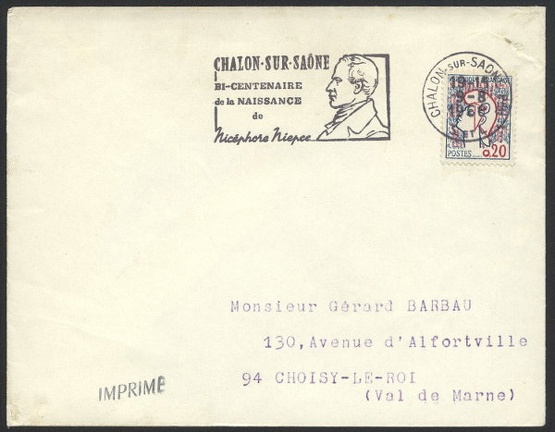 CHALON-SUR-SAÔNE
BI-CENTENAIRE
de la NAISSANCE
de
Nicéphore Niepce
CHALON-SUR-SAONE
1966
POSTES
0,20
Monsieur Gérard BARBAU
130,Avenue d'Alfortville
94 CHOISY-LE-ROI
(Val de Marne)
IMPRIME